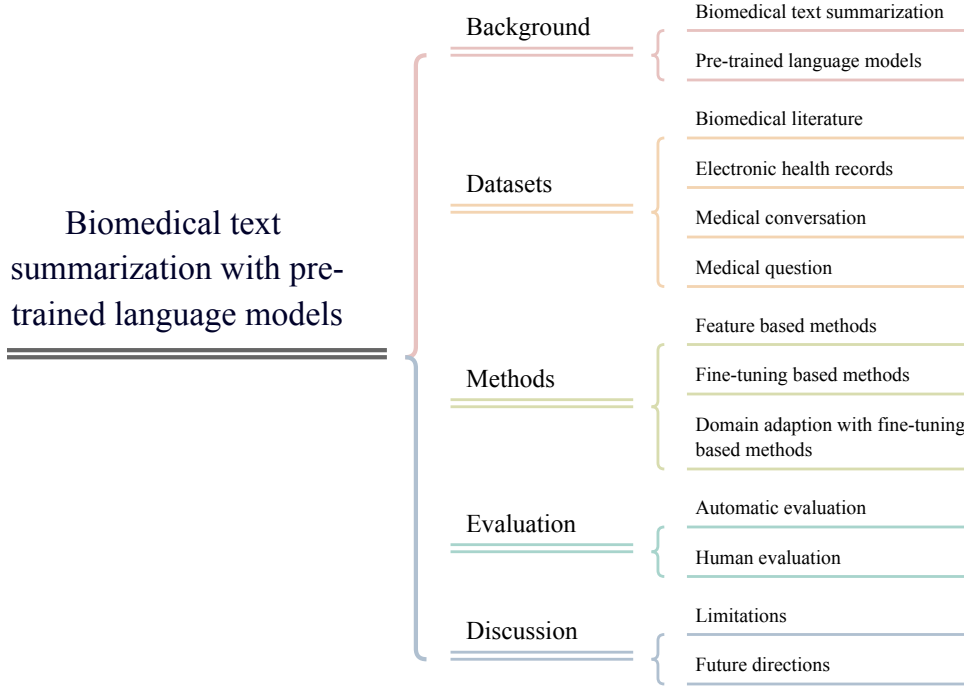 Biomedical text
summarization with pre-
trained language models
Background
Biomedical text summarization
Pre-trained language models
Datasets
Biomedical literature
Electronic health records
Medical conversation
Medical question
Methods
Feature based methods
Fine-tuning based methods
Domain adaption with fine-tuning
based methods
Evaluation
Automatic evaluation
Human evaluation
Discussion
Limitations
Future directions